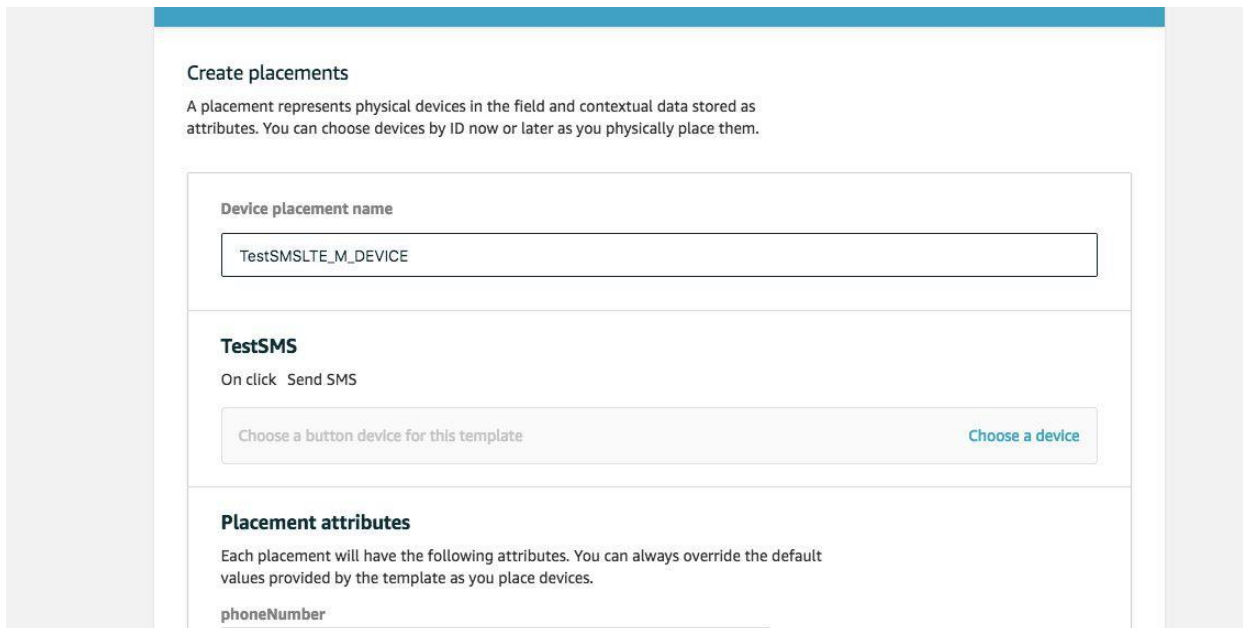 Create placements
A placement represents physical devices in the field and contextual data stored as
attributes. You can choose devices by ID now or later as you physically place them.
Device placement name
TestSMSLTE_M_DEVICE
TestSMS
On click Send SMS
Choose a button device for this template Choose a device
Placement attributes
Each placement will have the following attributes. You can always override the default
values provided by the template as you place devices.
phoneNumber